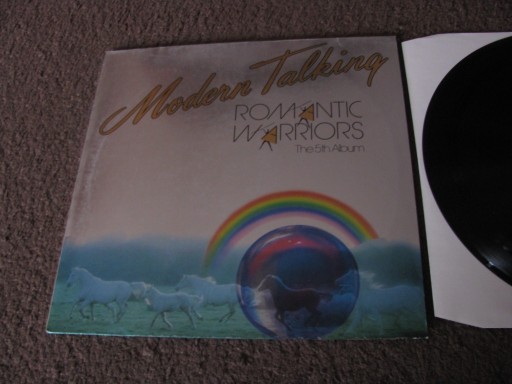 Modern Talking
ROMANTIC
WARRIORS
The 5th Album